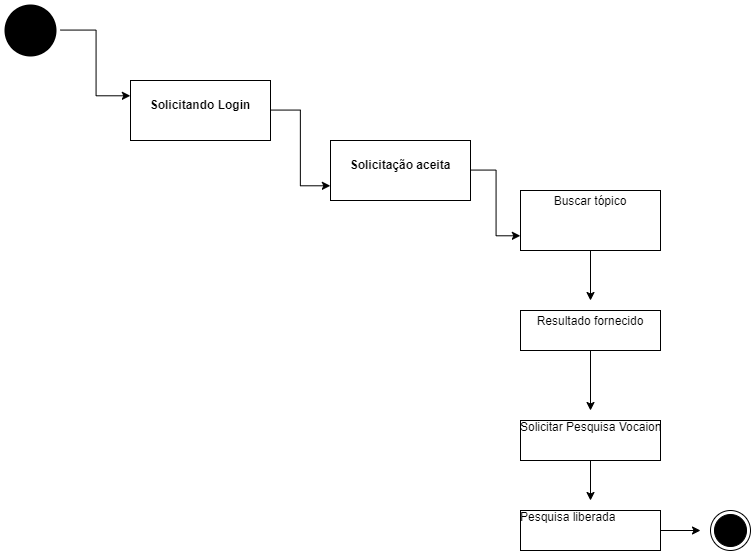 Solicitando Login
Solicitação aceita
Buscar tópico
Resultado fornecido
Solicitar Pesquisa Vocaion
Pesquisa liberada